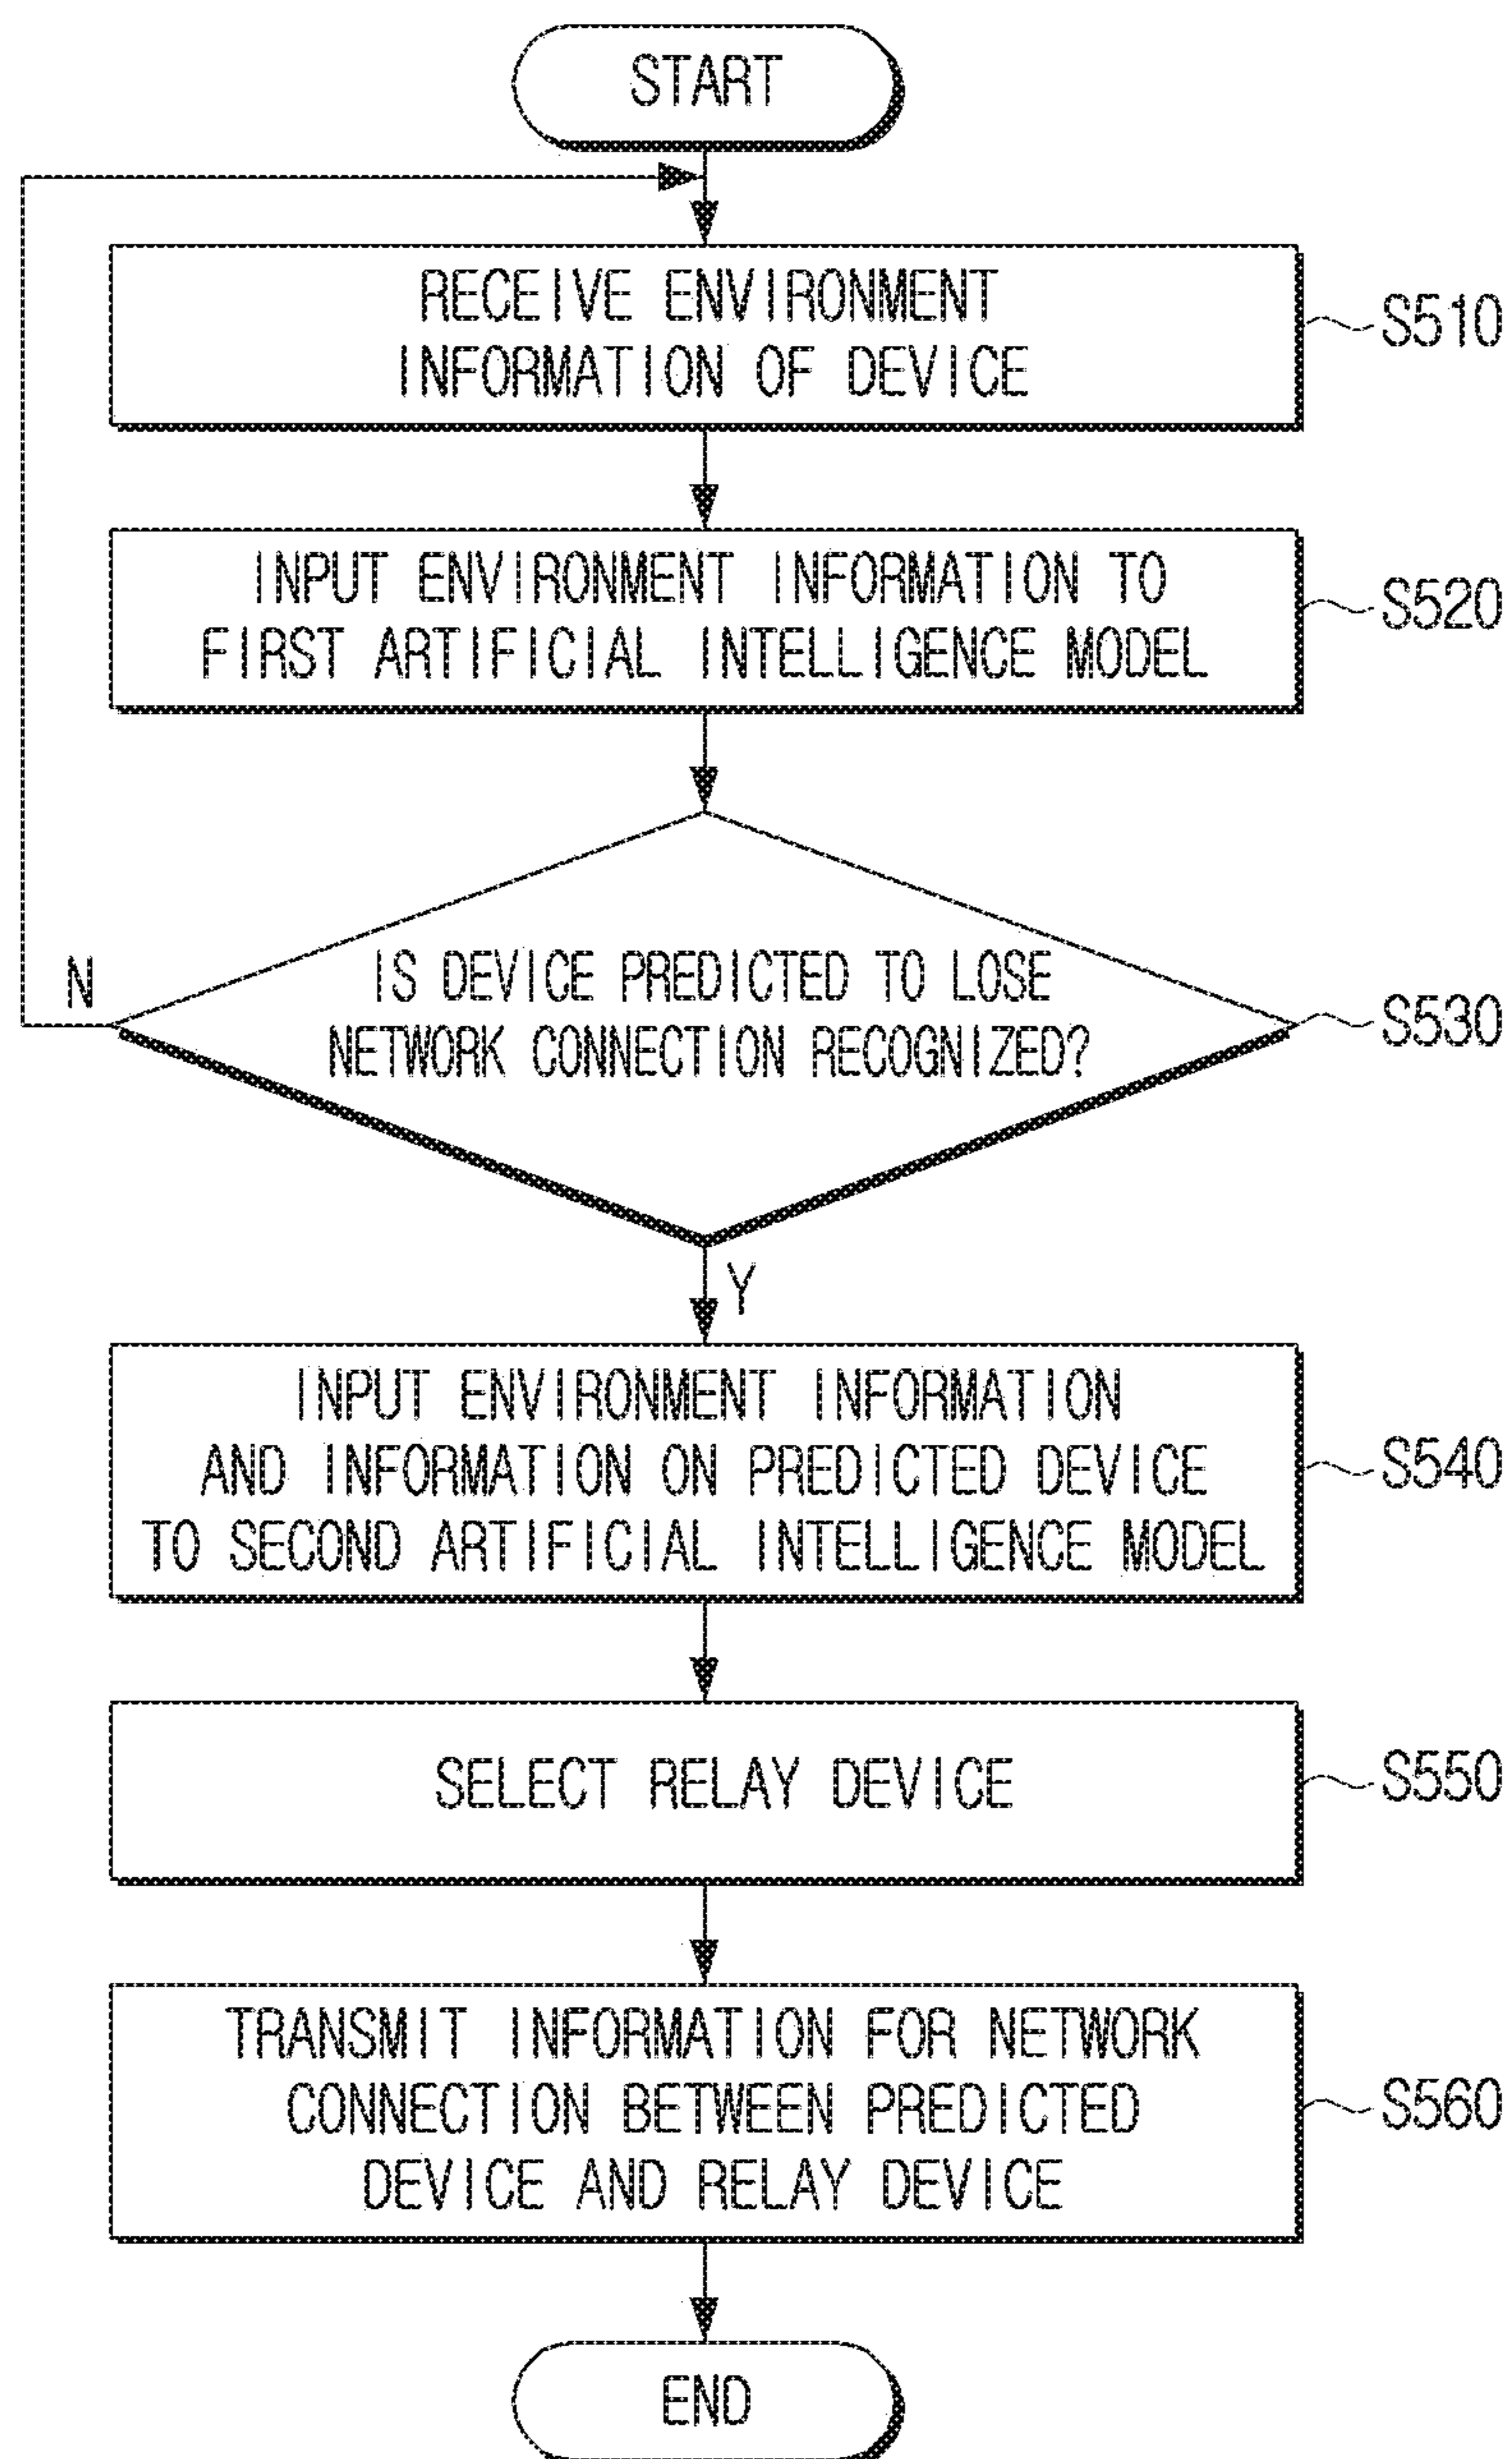 START
RECEIVE ENVIRONMENT
INFORMATION OF DEVICE
S510
INPUT ENVIRONMENT INFORMATION TO
FIRST ARTIFICIAL INTELLIGENCE MODEL
S520
IS DEVICE PREDICTED TO LOSE
NETWORK CONNECTION RECOGNIZED?
N
S530
Y
INPUT ENVIRONMENT INFORMATION
AND INFORMATION ON PREDICTED DEVICE
TO SECOND ARTIFICIAL INTELLIGENCE MODEL
S540
SELECT RELAY DEVICE
S550
TRANSMIT INFORMATION FOR NETWORK
CONNECTION BETWEEN PREDICTED
DEVICE AND RELAY DEVICE
S560
END